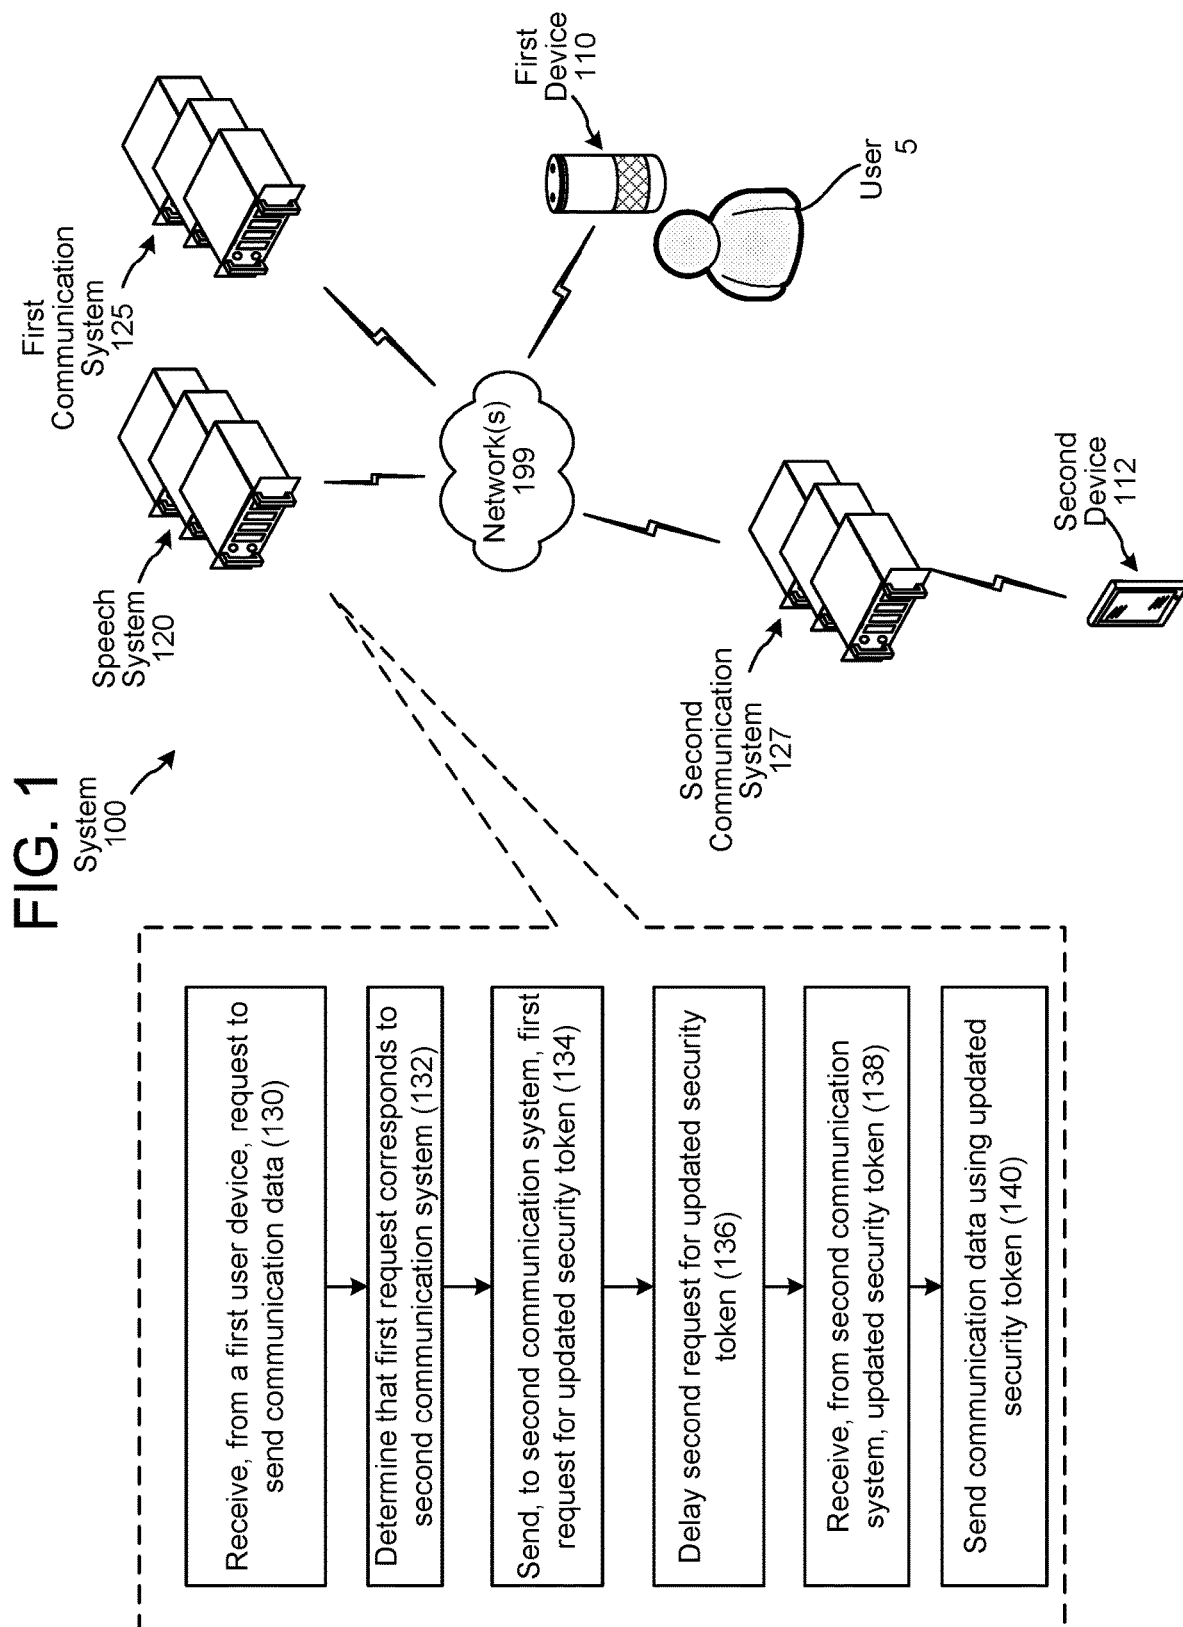 FIG. 1
System
100
Speech
System
120
First
Communication
System
125
Network(s)
199
First
Device
110
User
5
Second
Communication
System
127
Second
Device
112
Receive, from a first user device, request to
send communication data (130)
Determine that first request corresponds to
second communication system (132)
Send, to second communication system, first
request for updated security token (134)
Delay second request for updated security
token (136)
Receive, from second communication
system, updated security token (138)
Send communication data using updated
security token (140)